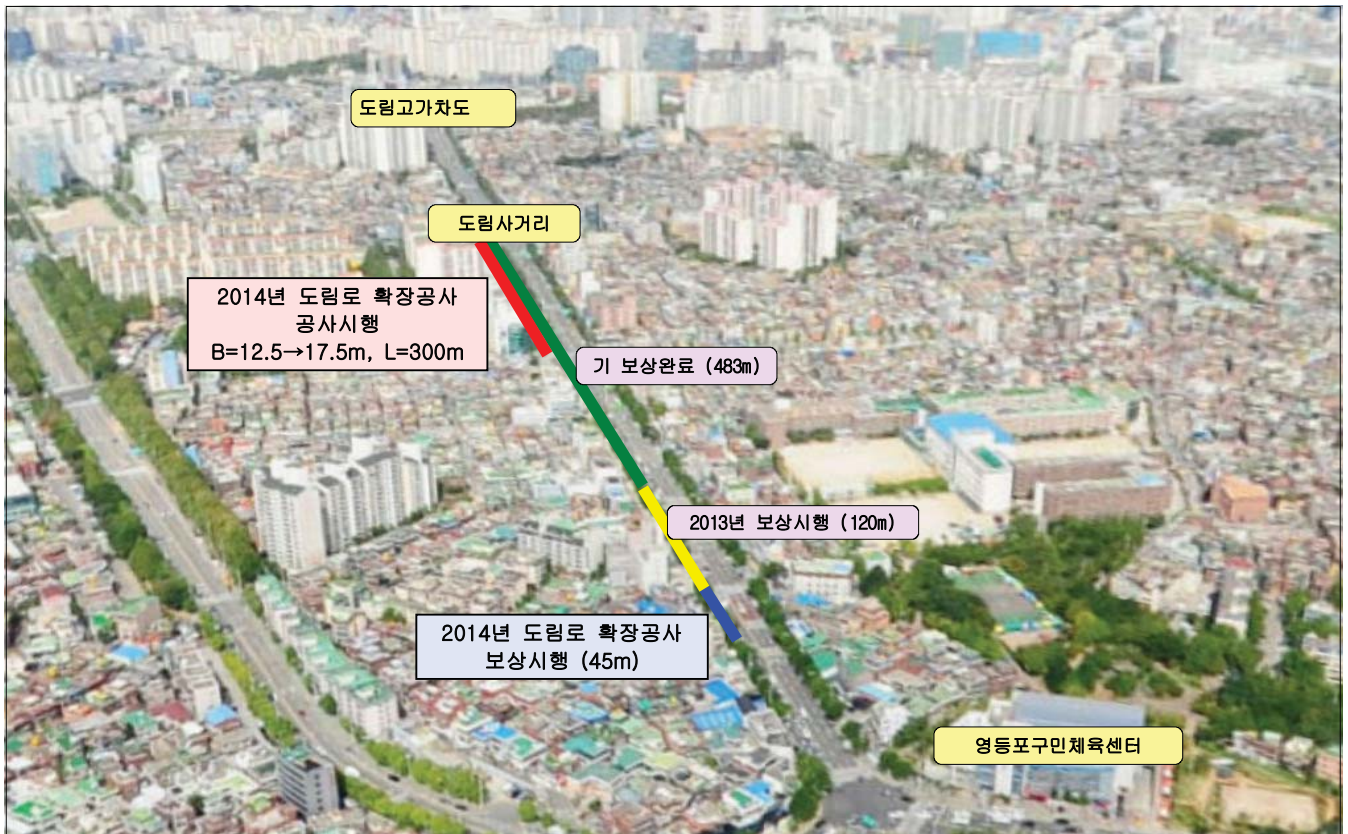 도림고가차도
도림사거리
2014년 도림로 확장공사
공사시행
B=12.5→17.5m, L=300m
기 보상완료 (483m)
2013년 보상시행 (120m)
2014년 도림로 확장공사
보상시행 (45m)
영등포구민체육센터